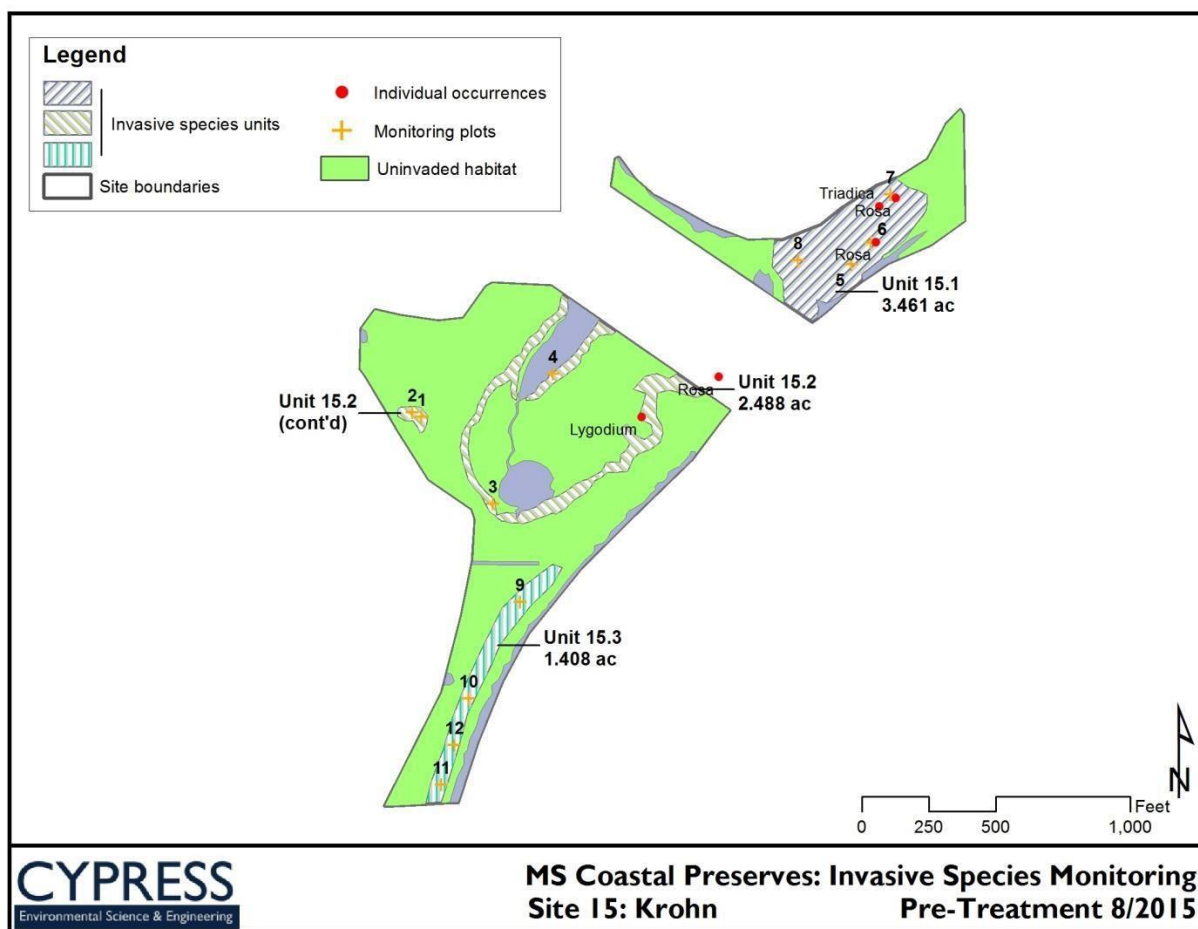 Legend
Invasive species units
Site boundaries
Individual occurrences
Monitoring plots
Uninvaded habitat
7
Triadica
Rosa
8
6
Rosa
5
Unit 15.1
3.461 ac
4
Rosa
Unit 15.2
2.488 ac
Unit 15.2
(cont'd)
21
Lygodium
3
9
Unit 15.3
1.408 ac
10
12
11
N
Feet
0 250 500 1,000
CYPRESS
Environmental Science & Engineering
MS Coastal Preserves: Invasive Species Monitoring
Site 15: Krohn Pre-Treatment 8/2015